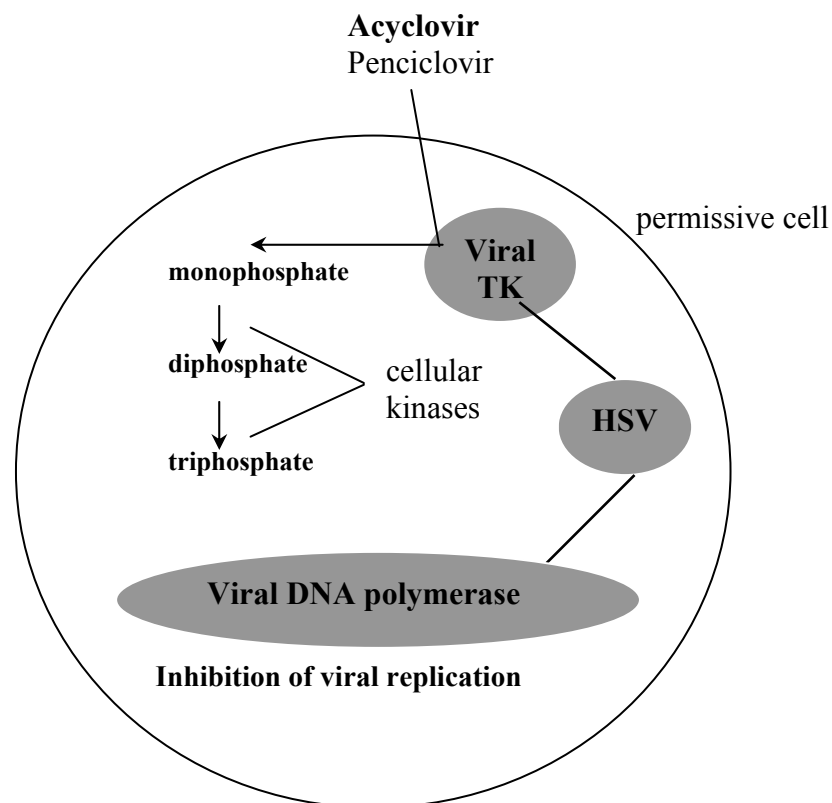 Acyclovir
Penciclovir
permissive cell
Viral
TK
monophosphate
diphosphate
cellular
kinases
HSV
triphosphate
Viral DNA polymerase
Inhibition of viral replication